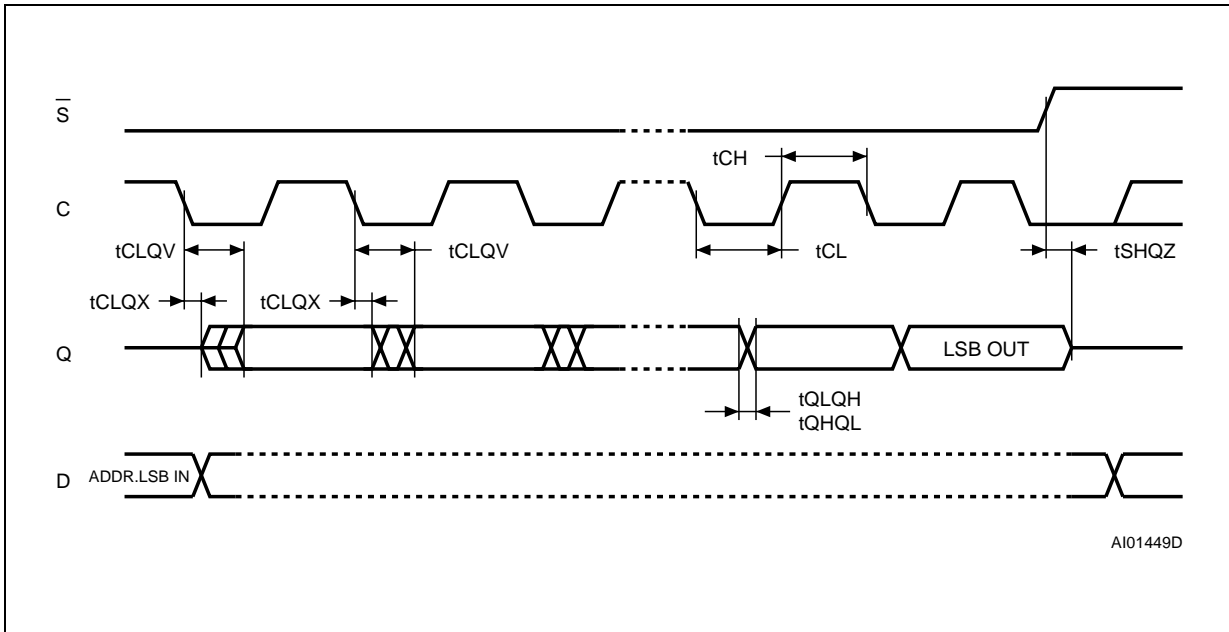 S̅
tCH
C
tCLQV
tCLQV
tCL
tSHQZ
tCLQX
tCLQX
Q
LSB OUT
tQLQH
tQHQL
D
ADDR.LSB IN
AI01449D